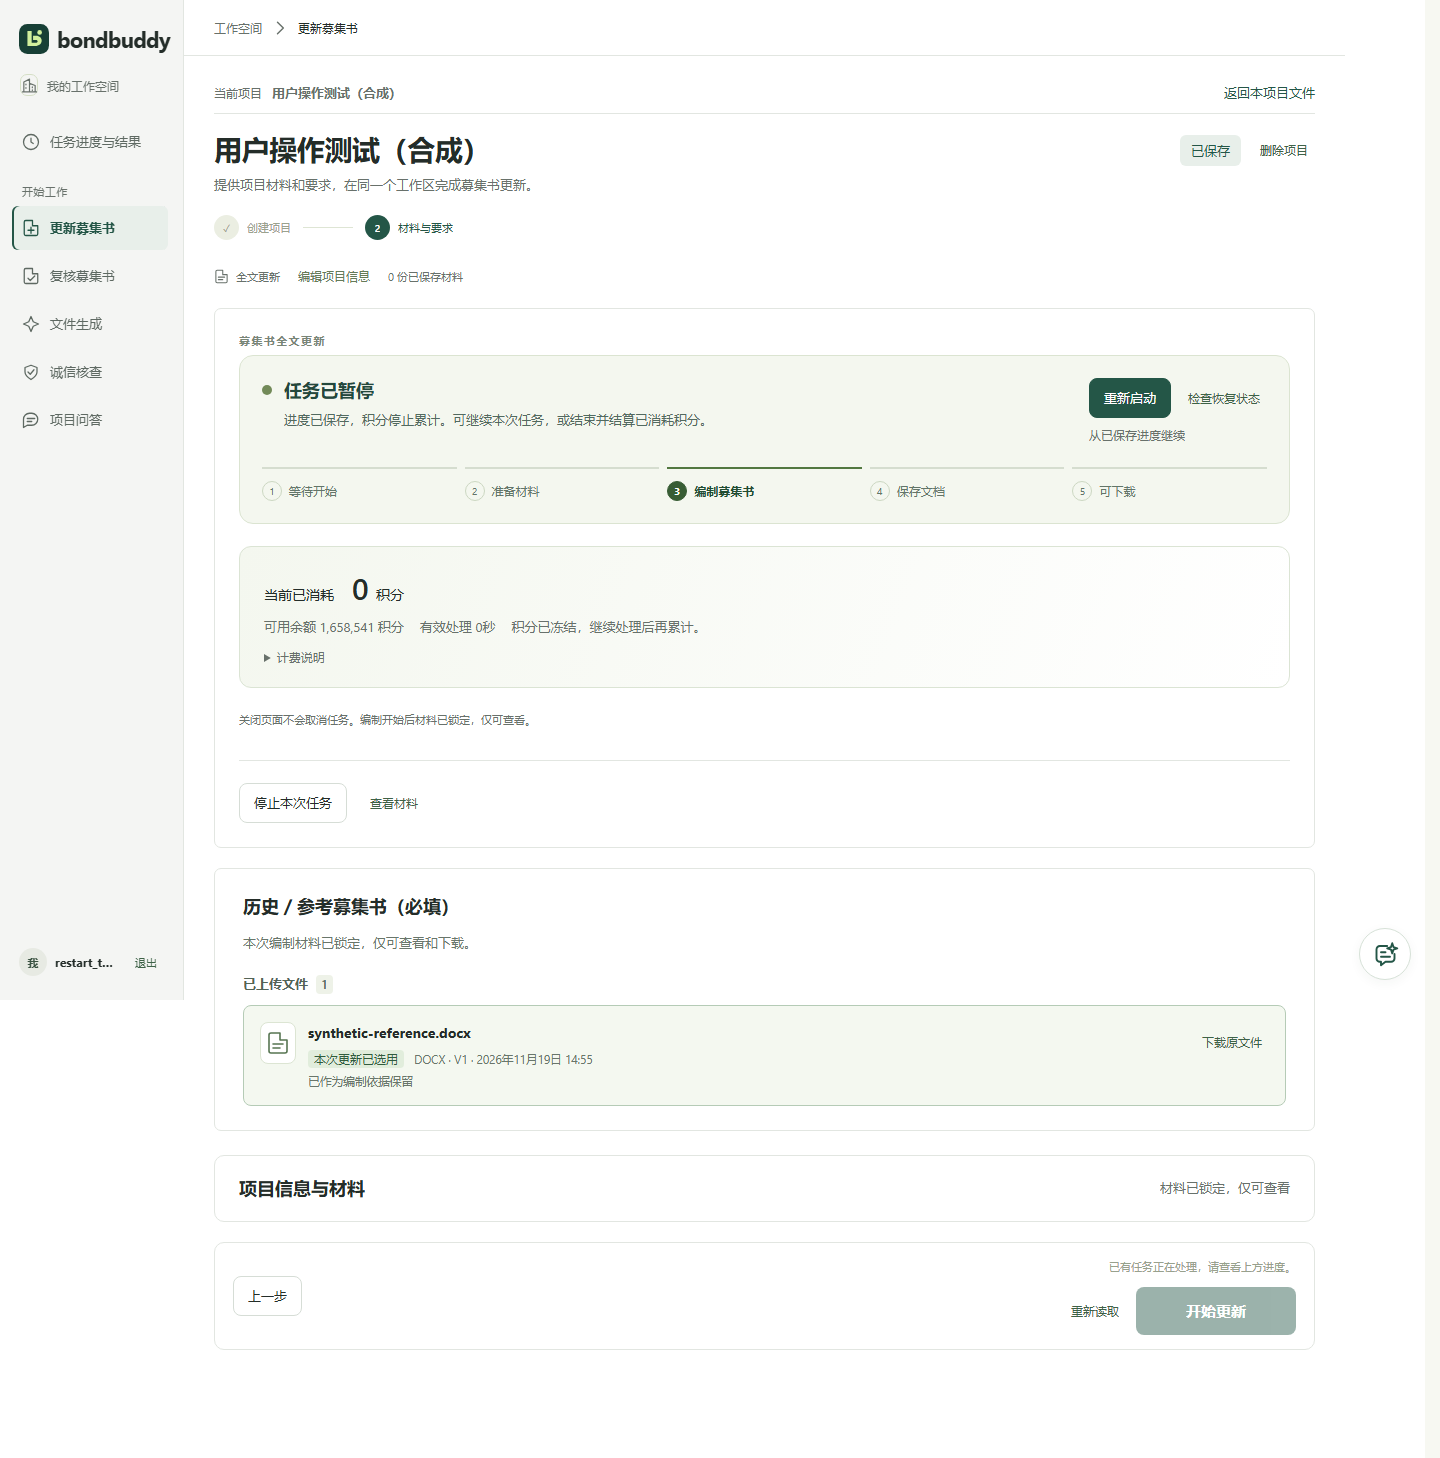 bondbuddy
我的工作空间
任务进度与结果
开始工作
更新募集书
复核募集书
文件生成
诚信核查
项目问答
我 restart_t... 退出
工作空间 更新募集书
当前项目 用户操作测试（合成） 返回本项目文件
用户操作测试（合成） 已保存 删除项目
提供项目材料和要求，在同一个工作区完成募集书更新。
✓ 创建项目 2 材料与要求
全文更新 编辑项目信息 0 份已保存材料
募集书全文更新
任务已暂停
进度已保存，积分停止累计。可继续本次任务，或结束并结算已消耗积分。
重新启动 检查恢复状态
从已保存进度继续
1 等待开始 2 准备材料 3 编制募集书 4 保存文档 5 可下载
当前已消耗 0 积分
可用余额 1,658,541 积分 有效处理 0秒 积分已冻结，继续处理后再累计。
计费说明
关闭页面不会取消任务。编制开始后材料已锁定，仅可查看。
停止本次任务 查看材料
历史 / 参考募集书（必填）
本次编制材料已锁定，仅可查看和下载。
已上传文件 1
synthetic-reference.docx
本次更新已选用 DOCX · V1 · 2026年11月19日 14:55
已作为编制依据保留
下载原文件
项目信息与材料 材料已锁定，仅可查看
已有任务正在处理，请查看上方进度。
上一步 重新读取 开始更新